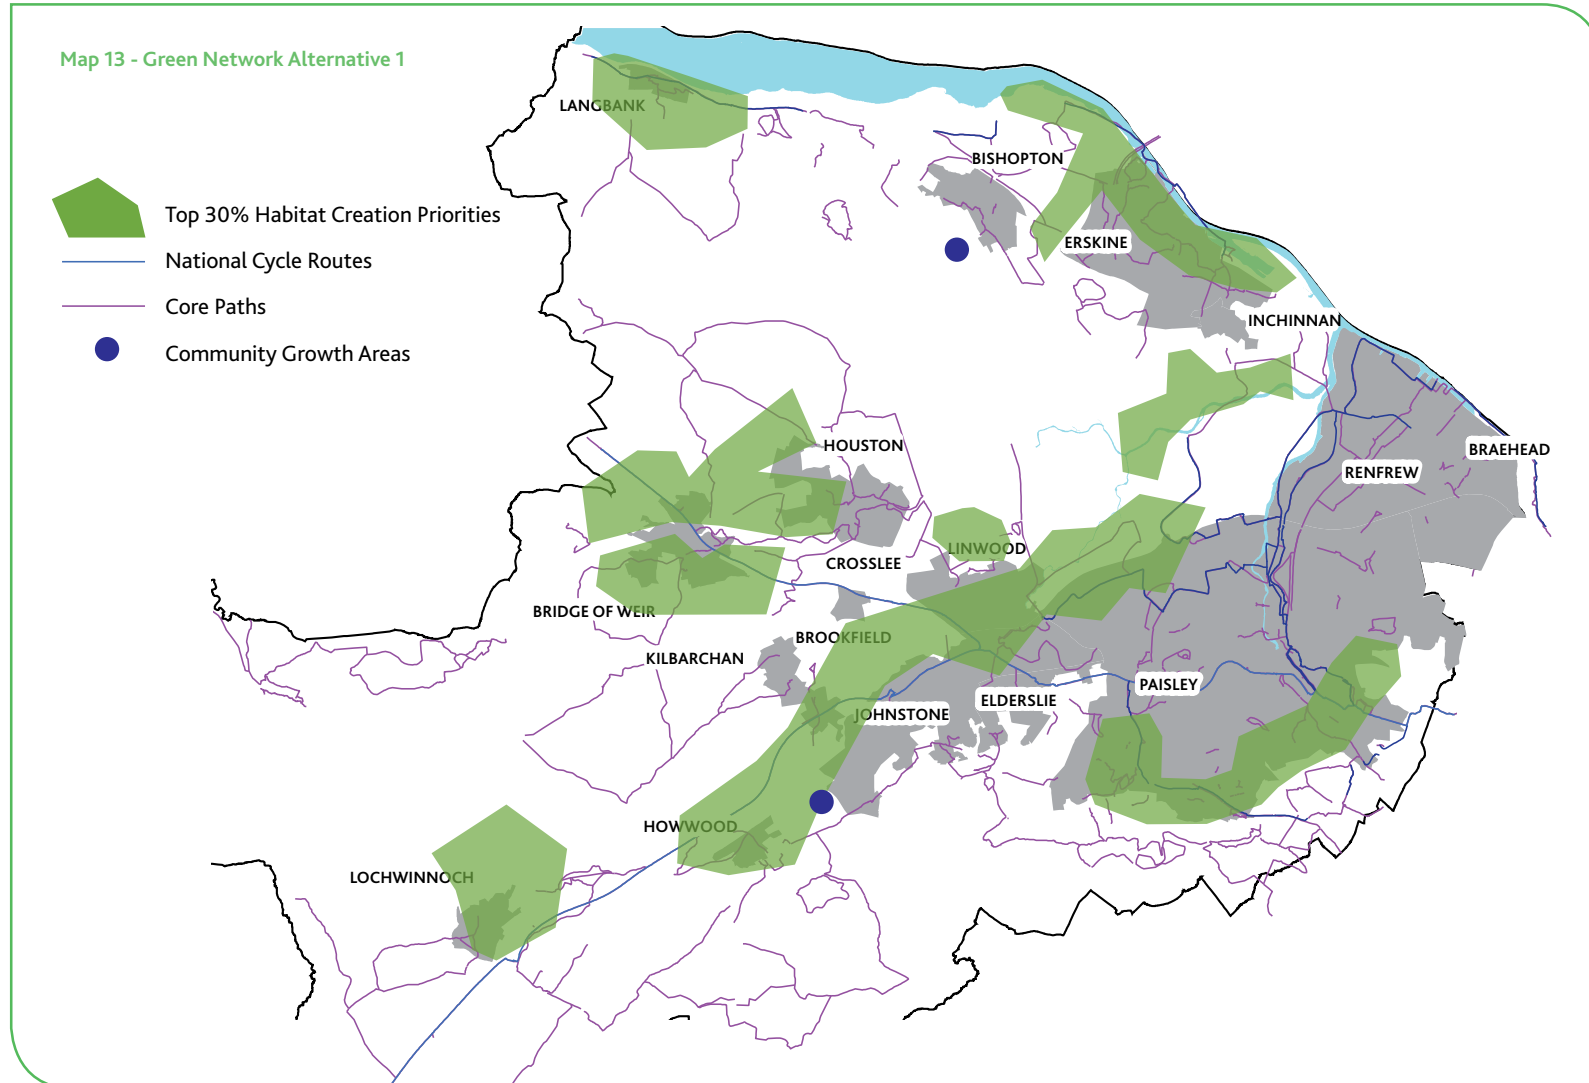 Map 13 - Green Network Alternative 1
Top 30% Habitat Creation Priorities
National Cycle Routes
Core Paths
Community Growth Areas
LANGBANK
BISHOPTON
ERSKINE
INCHINNAN
HOUSTON
BRAEHEAD
RENFREW
LINWOOD
CROSSLEE
BRIDGE OF WEIR
BROOKFIELD
KILBARCHAN
PAISLEY
ELDERSLIE
JOHNSTONE
HOWWOOD
LOCHWINNOCH